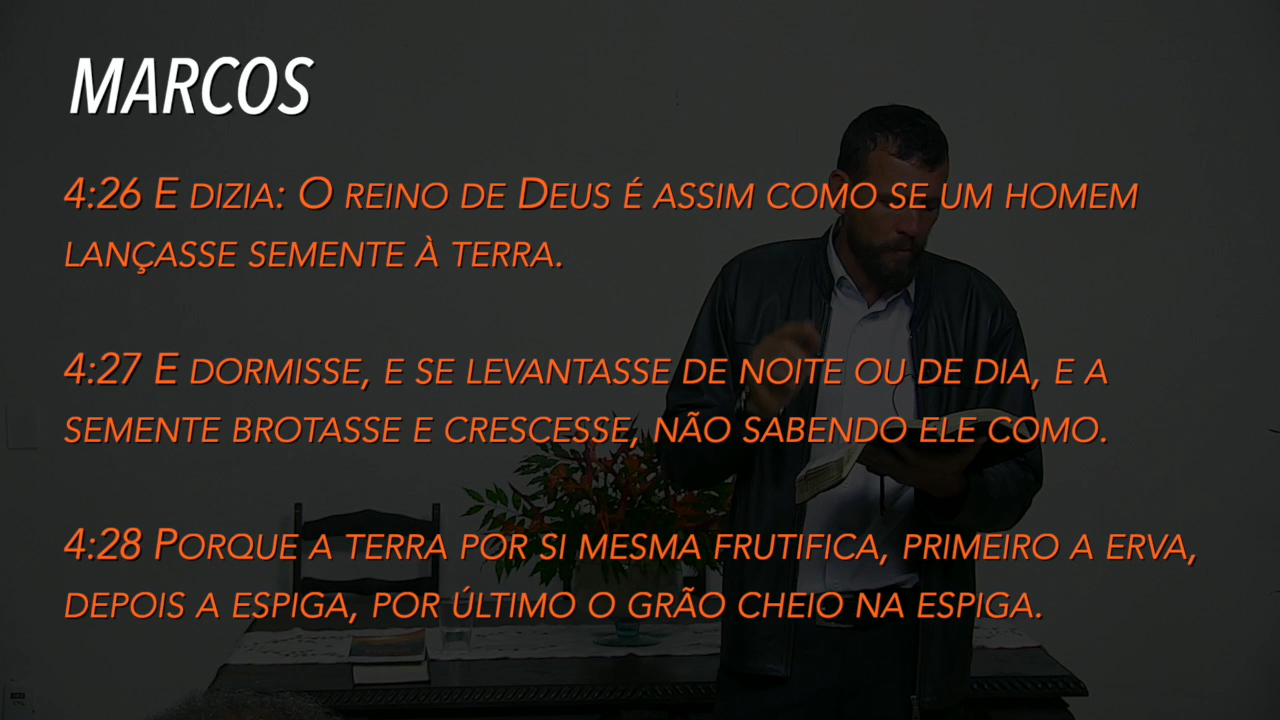 MARCOS
4:26 E DIZIA: O REINO DE DEUS É ASSIM COMO SE UM HOMEM
LANÇASSE SEMENTE À TERRA.
4:27 E DORMISSE, E SE LEVANTASSE DE NOITE OU DE DIA, E A
SEMENTE BROTASSE E CRESCESSE, NÃO SABENDO ELE COMO.
4:28 PORQUE A TERRA POR SI MESMA FRUTIFICA, PRIMEIRO A ERVA,
DEPOIS A ESPIGA, POR ÚLTIMO O GRÃO CHEIO NA ESPIGA.